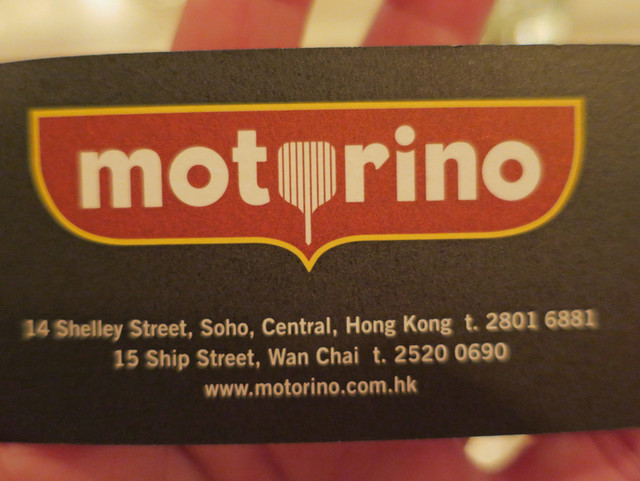 motorino
14 Shelley Street, Soho, Central, Hong Kong t. 2801 6881
15 Ship Street, Wan Chai t. 2520 0690
www.motorino.com.hk